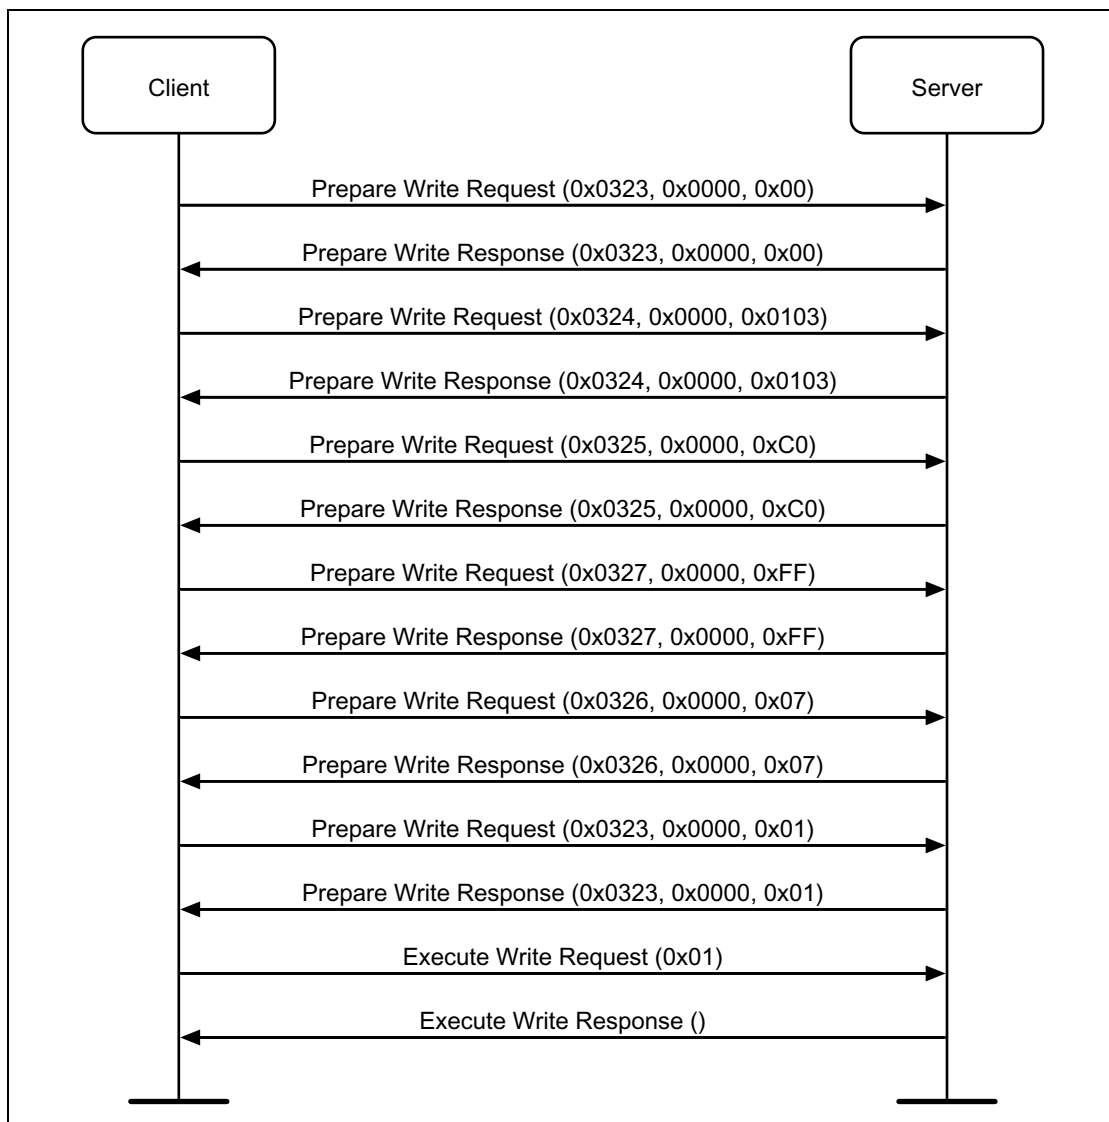 Client
Server
Prepare Write Request (0x0323, 0x0000, 0x00)
Prepare Write Response (0x0323, 0x0000, 0x00)
Prepare Write Request (0x0324, 0x0000, 0x0103)
Prepare Write Response (0x0324, 0x0000, 0x0103)
Prepare Write Request (0x0325, 0x0000, 0xC0)
Prepare Write Response (0x0325, 0x0000, 0xC0)
Prepare Write Request (0x0327, 0x0000, 0xFF)
Prepare Write Response (0x0327, 0x0000, 0xFF)
Prepare Write Request (0x0326, 0x0000, 0x07)
Prepare Write Response (0x0326, 0x0000, 0x07)
Prepare Write Request (0x0323, 0x0000, 0x01)
Prepare Write Response (0x0323, 0x0000, 0x01)
Execute Write Request (0x01)
Execute Write Response ()